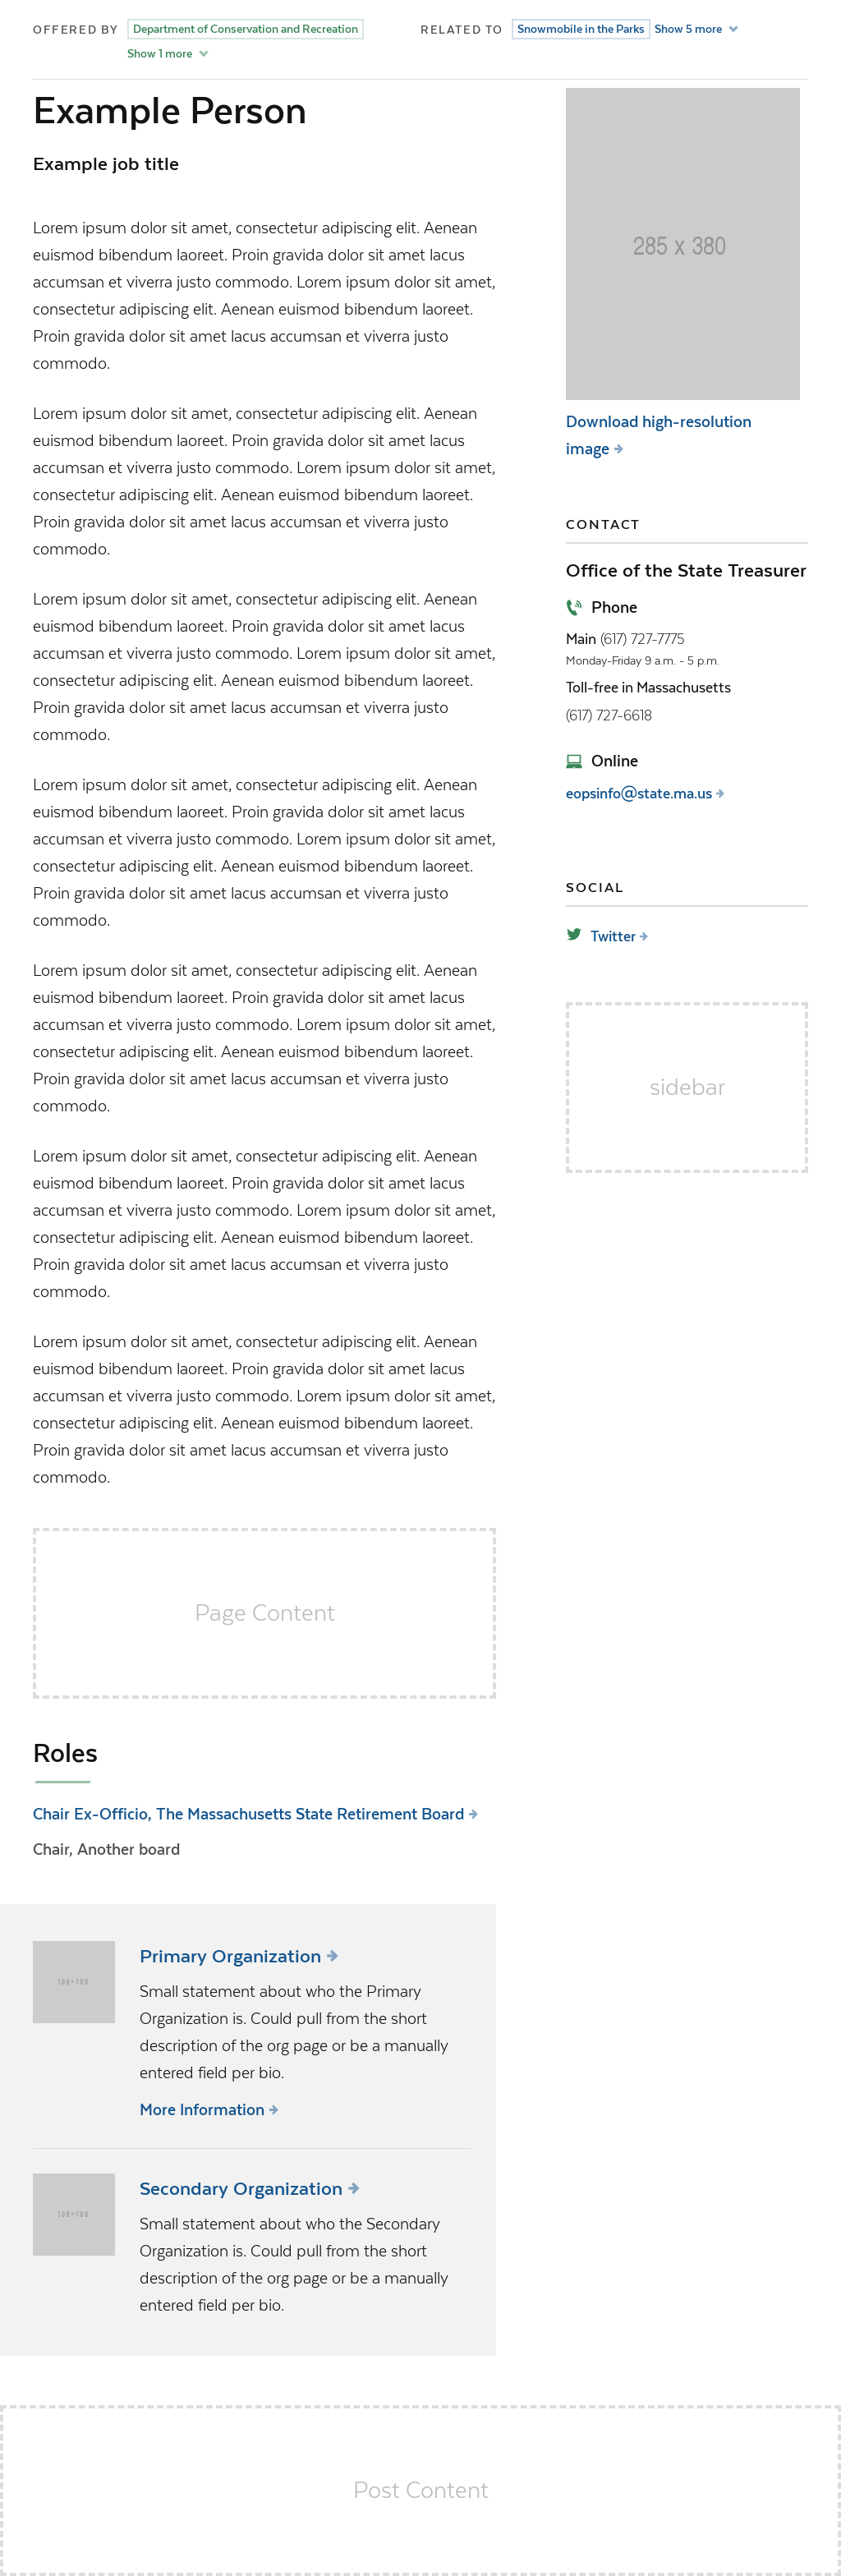 OFFERED BY
Department of Conservation and Recreation
Show 1 more
RELATED TO
Snowmobile in the Parks
Show 5 more
Example Person
Example job title
Lorem ipsum dolor sit amet, consectetur adipiscing elit. Aenean
euismod bibendum laoreet. Proin gravida dolor sit amet lacus
accumsan et viverra justo commodo. Lorem ipsum dolor sit amet,
consectetur adipiscing elit. Aenean euismod bibendum laoreet.
Proin gravida dolor sit amet lacus accumsan et viverra justo
commodo.
Lorem ipsum dolor sit amet, consectetur adipiscing elit. Aenean
euismod bibendum laoreet. Proin gravida dolor sit amet lacus
accumsan et viverra justo commodo. Lorem ipsum dolor sit amet,
consectetur adipiscing elit. Aenean euismod bibendum laoreet.
Proin gravida dolor sit amet lacus accumsan et viverra justo
commodo.
Lorem ipsum dolor sit amet, consectetur adipiscing elit. Aenean
euismod bibendum laoreet. Proin gravida dolor sit amet lacus
accumsan et viverra justo commodo. Lorem ipsum dolor sit amet,
consectetur adipiscing elit. Aenean euismod bibendum laoreet.
Proin gravida dolor sit amet lacus accumsan et viverra justo
commodo.
Lorem ipsum dolor sit amet, consectetur adipiscing elit. Aenean
euismod bibendum laoreet. Proin gravida dolor sit amet lacus
accumsan et viverra justo commodo. Lorem ipsum dolor sit amet,
consectetur adipiscing elit. Aenean euismod bibendum laoreet.
Proin gravida dolor sit amet lacus accumsan et viverra justo
commodo.
Lorem ipsum dolor sit amet, consectetur adipiscing elit. Aenean
euismod bibendum laoreet. Proin gravida dolor sit amet lacus
accumsan et viverra justo commodo. Lorem ipsum dolor sit amet,
consectetur adipiscing elit. Aenean euismod bibendum laoreet.
Proin gravida dolor sit amet lacus accumsan et viverra justo
commodo.
Lorem ipsum dolor sit amet, consectetur adipiscing elit. Aenean
euismod bibendum laoreet. Proin gravida dolor sit amet lacus
accumsan et viverra justo commodo. Lorem ipsum dolor sit amet,
consectetur adipiscing elit. Aenean euismod bibendum laoreet.
Proin gravida dolor sit amet lacus accumsan et viverra justo
commodo.
Lorem ipsum dolor sit amet, consectetur adipiscing elit. Aenean
euismod bibendum laoreet. Proin gravida dolor sit amet lacus
accumsan et viverra justo commodo. Lorem ipsum dolor sit amet,
consectetur adipiscing elit. Aenean euismod bibendum laoreet.
Proin gravida dolor sit amet lacus accumsan et viverra justo
commodo.
Page Content
Roles
Chair Ex-Officio, The Massachusetts State Retirement Board
Chair, Another board
100×100
Primary Organization
Small statement about who the Primary
Organization is. Could pull from the short
description of the org page or be a manually
entered field per bio.
More Information
100×100
Secondary Organization
Small statement about who the Secondary
Organization is. Could pull from the short
description of the org page or be a manually
entered field per bio.
285 x 380
Download high-resolution
image
CONTACT
Office of the State Treasurer
Phone
Main (617) 727-7775
Monday-Friday 9 a.m. - 5 p.m.
Toll-free in Massachusetts
(617) 727-6618
Online
eopsinfo@state.ma.us
SOCIAL
Twitter
sidebar
Post Content